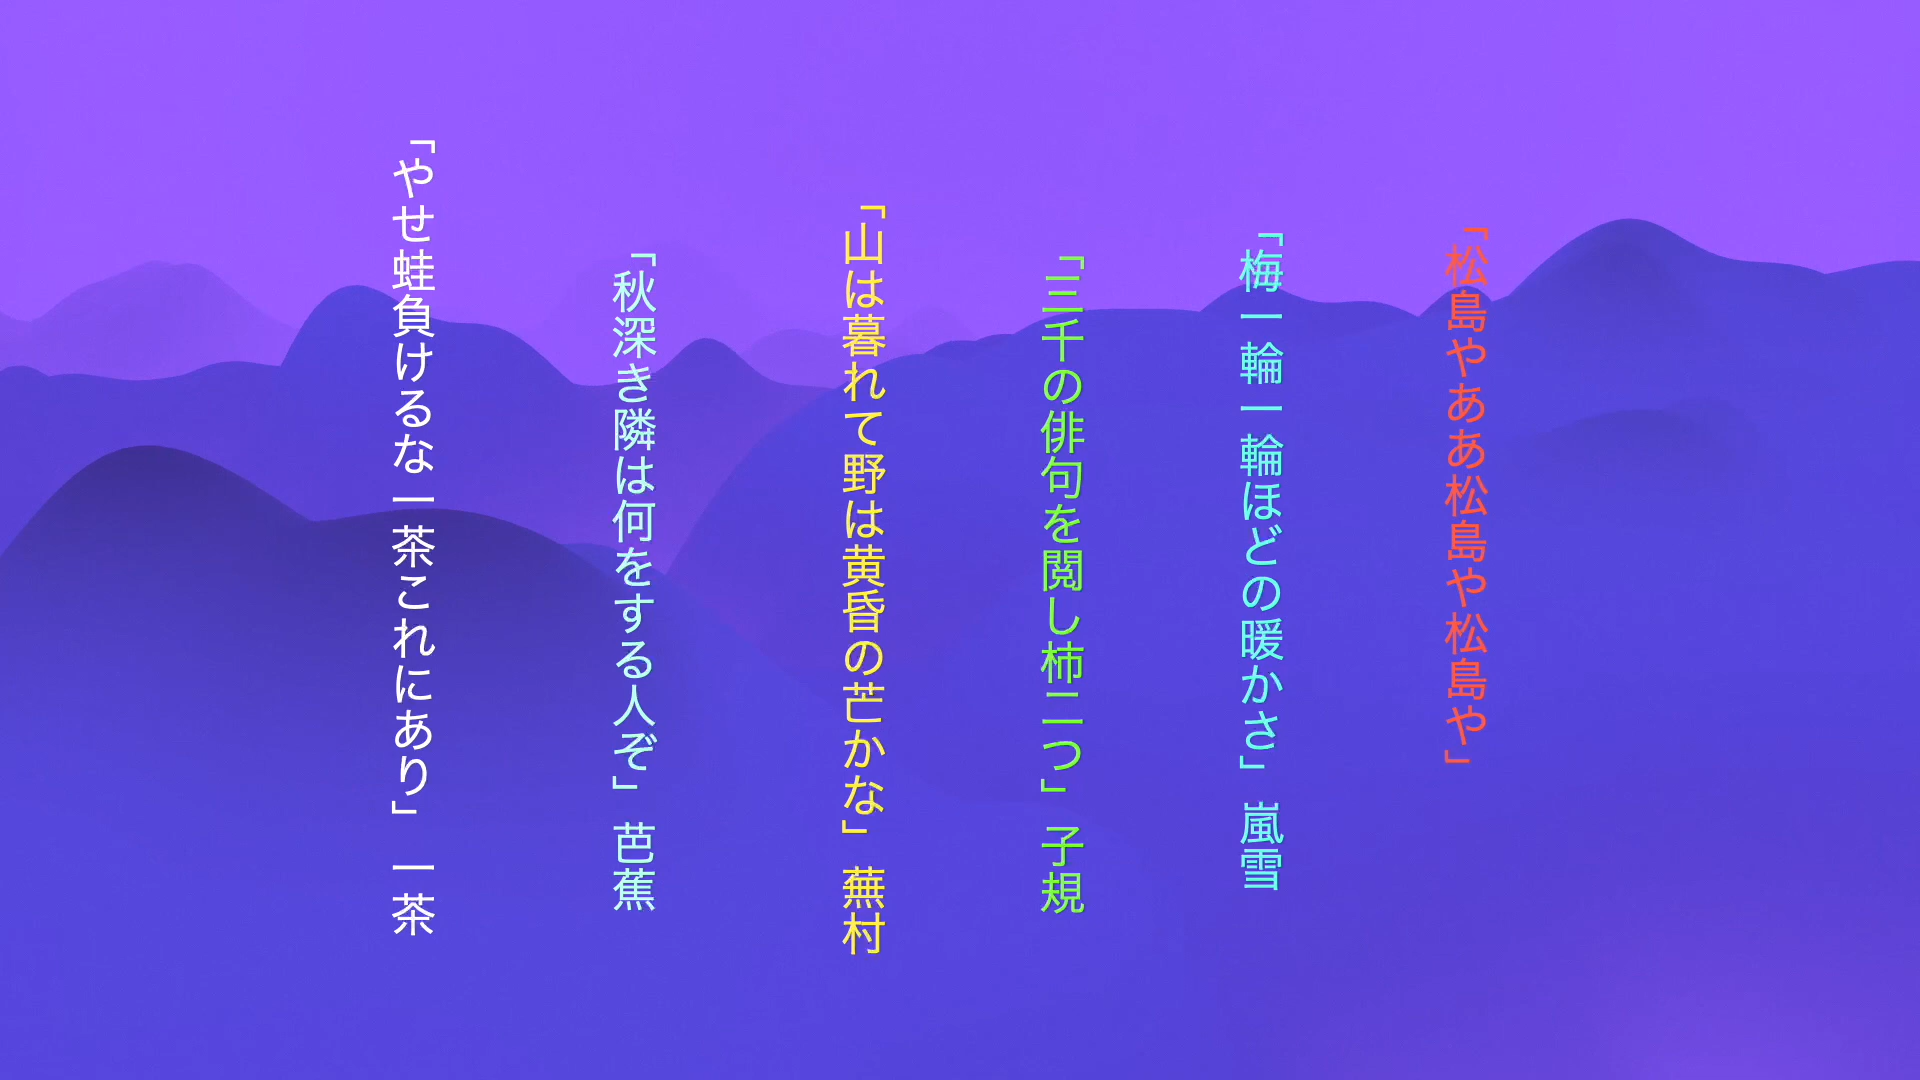 「松島やああ松島や松島や」
「梅一輪一輪ほどの暖かさ」 嵐雪
「三千の俳句を閲し柿二つ」 子規
「山は暮れて野は黄昏の芒かな」 蕪村
「秋深き隣は何をする人ぞ」 芭蕉
「やせ蛙負けるな一茶これにあり」 一茶